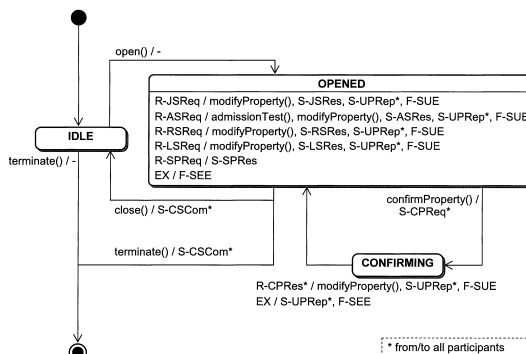 open() / -
OPENED
R-JSReq / modifyProperty(), S-JSRes, S-UPRep*, F-SUE
R-ASReq / admissionTest(), modifyProperty(), S-ASRes, S-UPRep*, F-SUE
R-RSReq / modifyProperty(), S-RSRes, S-UPRep*, F-SUE
R-LSReq / modifyProperty(), S-LSRes, S-UPRep*, F-SUE
R-SPReq / S-SPRes
EX / F-SEE
IDLE
terminate() / -
close() / S-CSCom*
confirmProperty() /
S-CPReq*
terminate() / S-CSCom*
CONFIRMING
R-CPRes* / modifyProperty(), S-UPRep*, F-SUE
EX / S-UPRep*, F-SEE
* from/to all participants